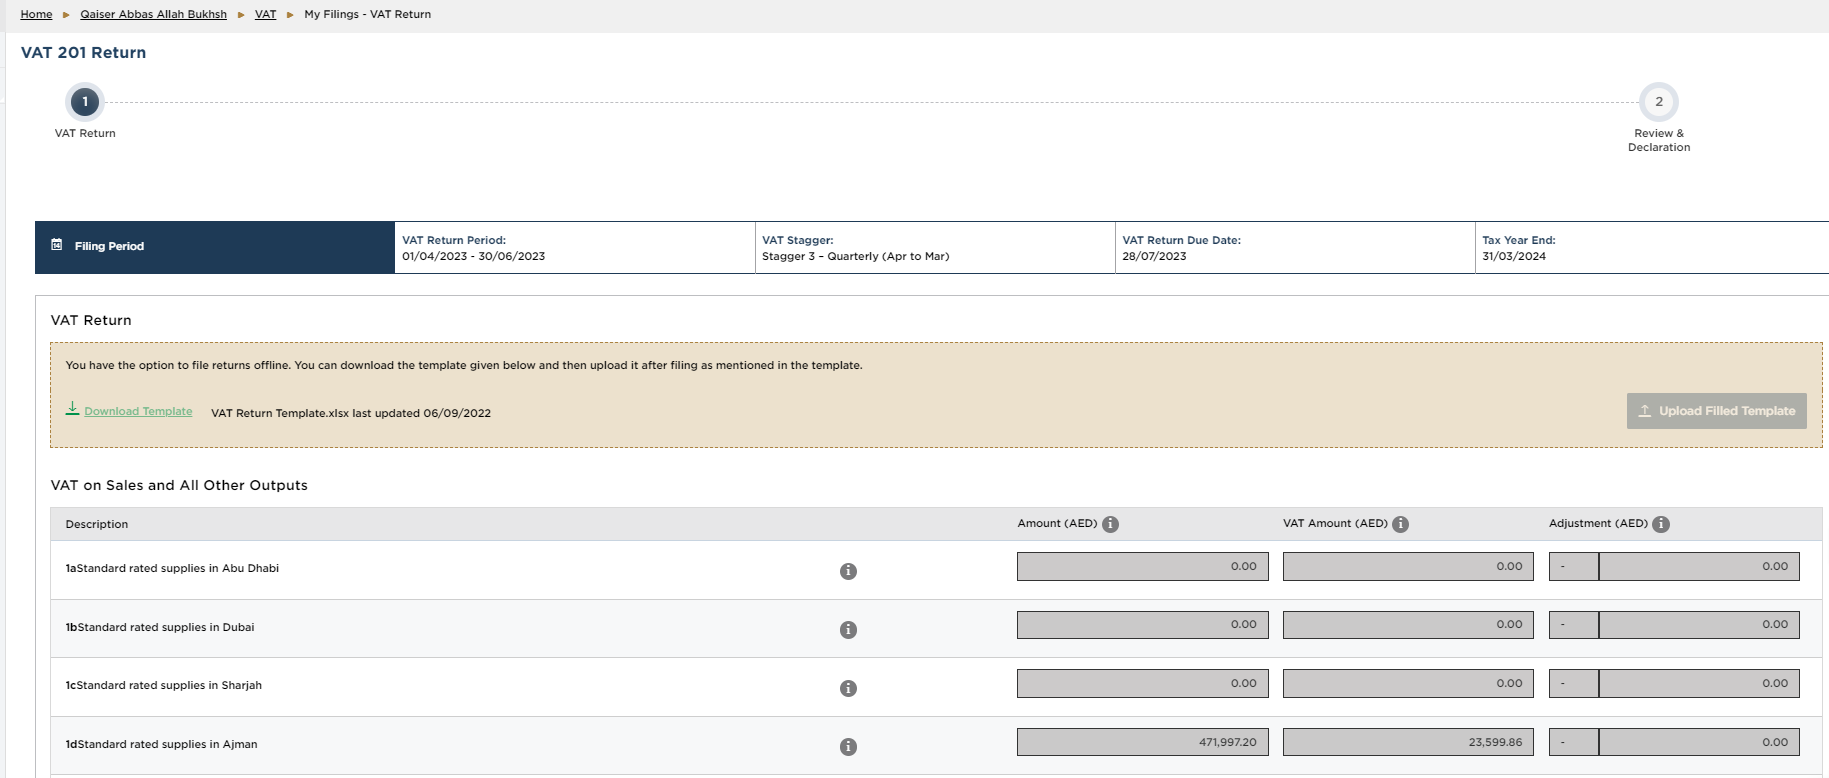 Home ► Qaiser Abbas Allah Bukhsh ► VAT ► My Filings - VAT Return
VAT 201 Return
1
2
VAT Return
Review & 
Declaration
Filing Period
VAT Return Period:
01/04/2023 - 30/06/2023
VAT Stagger:
Stagger 3 – Quarterly (Apr to Mar)
VAT Return Due Date:
28/07/2023
Tax Year End:
31/03/2024
VAT Return
You have the option to file returns offline. You can download the template given below and then upload it after filing as mentioned in the template.
Download Template VAT Return Template.xlsx last updated 06/09/2022
Upload Filled Template
VAT on Sales and All Other Outputs
Description Amount (AED) i VAT Amount (AED) i Adjustment (AED) i
1aStandard rated supplies in Abu Dhabi i 0.00 0.00 - 0.00
1bStandard rated supplies in Dubai i 0.00 0.00 - 0.00
1cStandard rated supplies in Sharjah i 0.00 0.00 - 0.00
1dStandard rated supplies in Ajman i 471,997.20 23,599.86 - 0.00